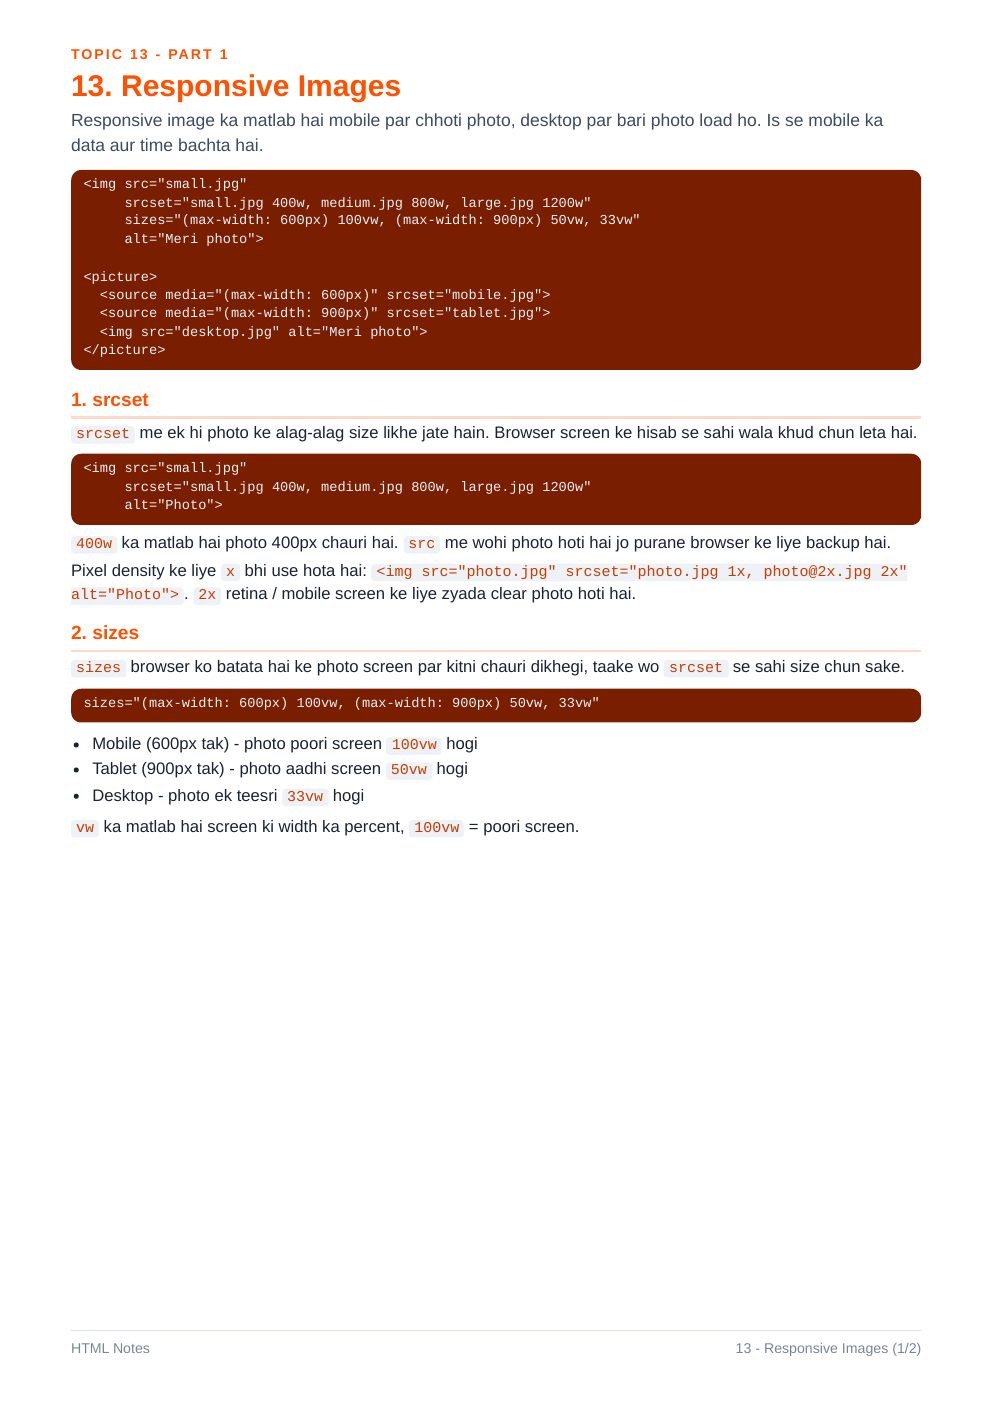 TOPIC 13 - PART 1
13. Responsive Images
Responsive image ka matlab hai mobile par chhoti photo, desktop par bari photo load ho. Is se mobile ka
data aur time bachta hai.
<img src="small.jpg"
     srcset="small.jpg 400w, medium.jpg 800w, large.jpg 1200w"
     sizes="(max-width: 600px) 100vw, (max-width: 900px) 50vw, 33vw"
     alt="Meri photo">

<picture>
  <source media="(max-width: 600px)" srcset="mobile.jpg">
  <source media="(max-width: 900px)" srcset="tablet.jpg">
  <img src="desktop.jpg" alt="Meri photo">
</picture>
1. srcset
srcset me ek hi photo ke alag-alag size likhe jate hain. Browser screen ke hisab se sahi wala khud chun leta hai.
<img src="small.jpg"
     srcset="small.jpg 400w, medium.jpg 800w, large.jpg 1200w"
     alt="Photo">
400w ka matlab hai photo 400px chauri hai. src me wohi photo hoti hai jo purane browser ke liye backup hai.
Pixel density ke liye x bhi use hota hai: <img src="photo.jpg" srcset="photo.jpg 1x, photo@2x.jpg 2x"
alt="Photo"> . 2x retina / mobile screen ke liye zyada clear photo hoti hai.
2. sizes
sizes browser ko batata hai ke photo screen par kitni chauri dikhegi, taake wo srcset se sahi size chun sake.
sizes="(max-width: 600px) 100vw, (max-width: 900px) 50vw, 33vw"
• Mobile (600px tak) - photo poori screen 100vw hogi
• Tablet (900px tak) - photo aadhi screen 50vw hogi
• Desktop - photo ek teesri 33vw hogi
vw ka matlab hai screen ki width ka percent, 100vw = poori screen.
HTML Notes
13 - Responsive Images (1/2)